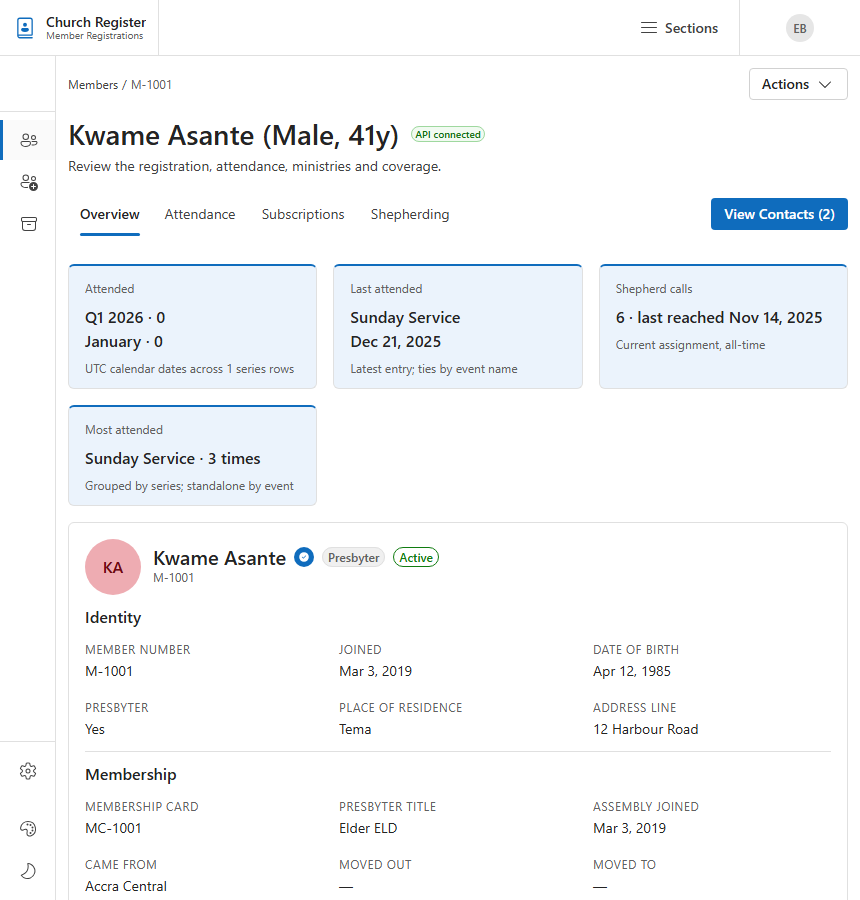 Church Register
Member Registrations
Sections
EB
Members / M-1001
Actions
Kwame Asante (Male, 41y)
API connected
Review the registration, attendance, ministries and coverage.
Overview
Attendance
Subscriptions
Shepherding
View Contacts (2)
Attended
Q1 2026 · 0
January · 0
UTC calendar dates across 1 series rows
Last attended
Sunday Service
Dec 21, 2025
Latest entry; ties by event name
Shepherd calls
6 · last reached Nov 14, 2025
Current assignment, all-time
Most attended
Sunday Service · 3 times
Grouped by series; standalone by event
KA
Kwame Asante
Presbyter
Active
M-1001
Identity
MEMBER NUMBER
M-1001
JOINED
Mar 3, 2019
DATE OF BIRTH
Apr 12, 1985
PRESBYTER
Yes
PLACE OF RESIDENCE
Tema
ADDRESS LINE
12 Harbour Road
Membership
MEMBERSHIP CARD
MC-1001
PRESBYTER TITLE
Elder ELD
ASSEMBLY JOINED
Mar 3, 2019
CAME FROM
Accra Central
MOVED OUT
—
MOVED TO
—